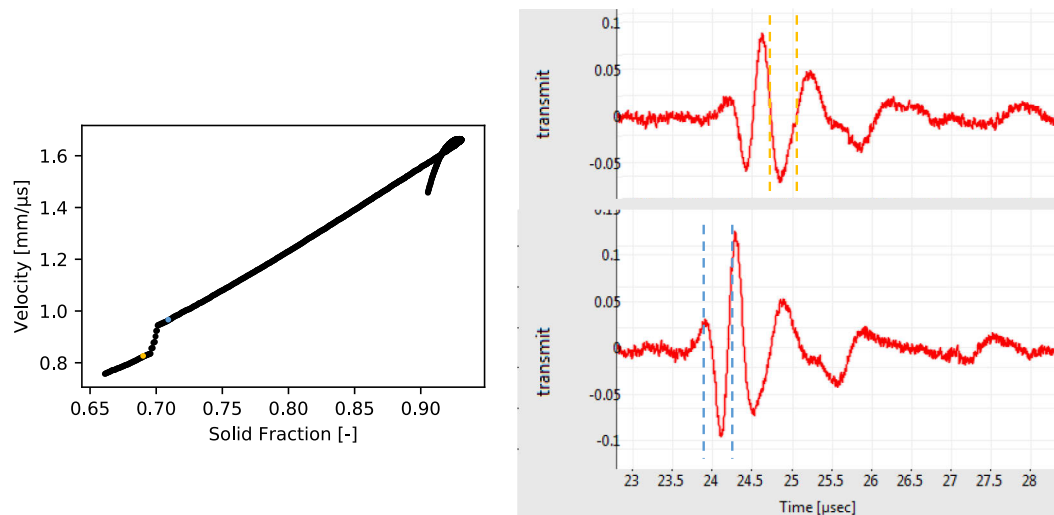 Velocity [mm/µs]
1.6
1.4
1.2
1.0
0.8
0.65 0.70 0.75 0.80 0.85 0.90
Solid Fraction [-]
transmit
0.1
0.05
0
-0.05
transmit
0.15
0.1
0.05
0
-0.05
-0.1
23 23.5 24 24.5 25 25.5 26 26.5 27 27.5 28
Time [µsec]